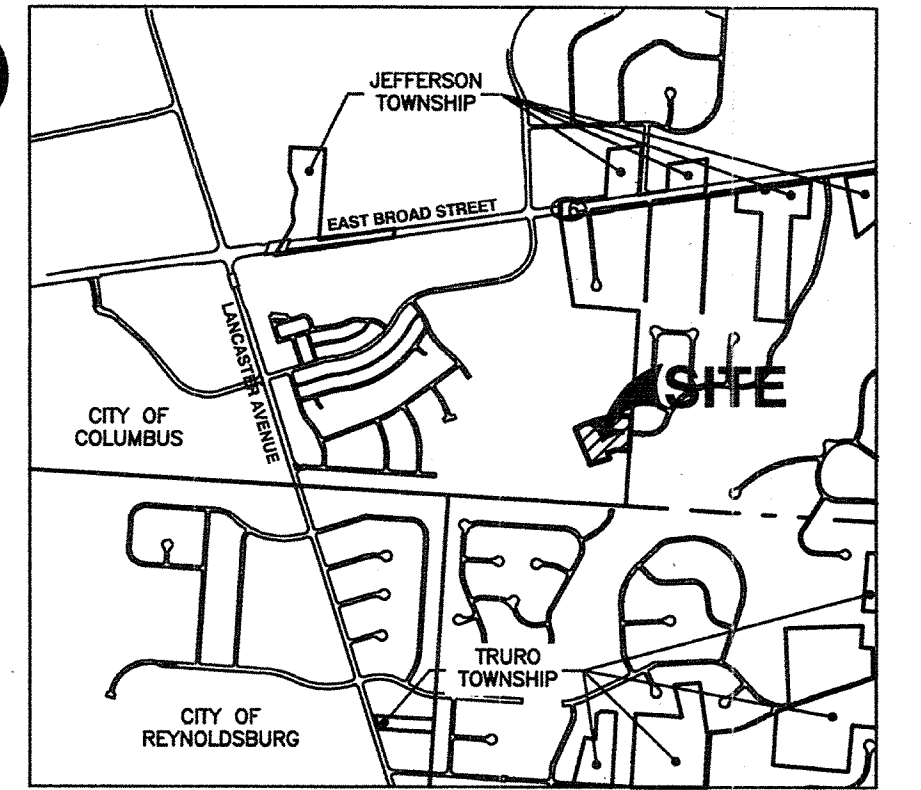 JEFFERSON
TOWNSHIP
EAST BROAD STREET
LANCASTER AVENUE
SITE
CITY OF
COLUMBUS
TRURO
TOWNSHIP
CITY OF
REYNOLDSBURG